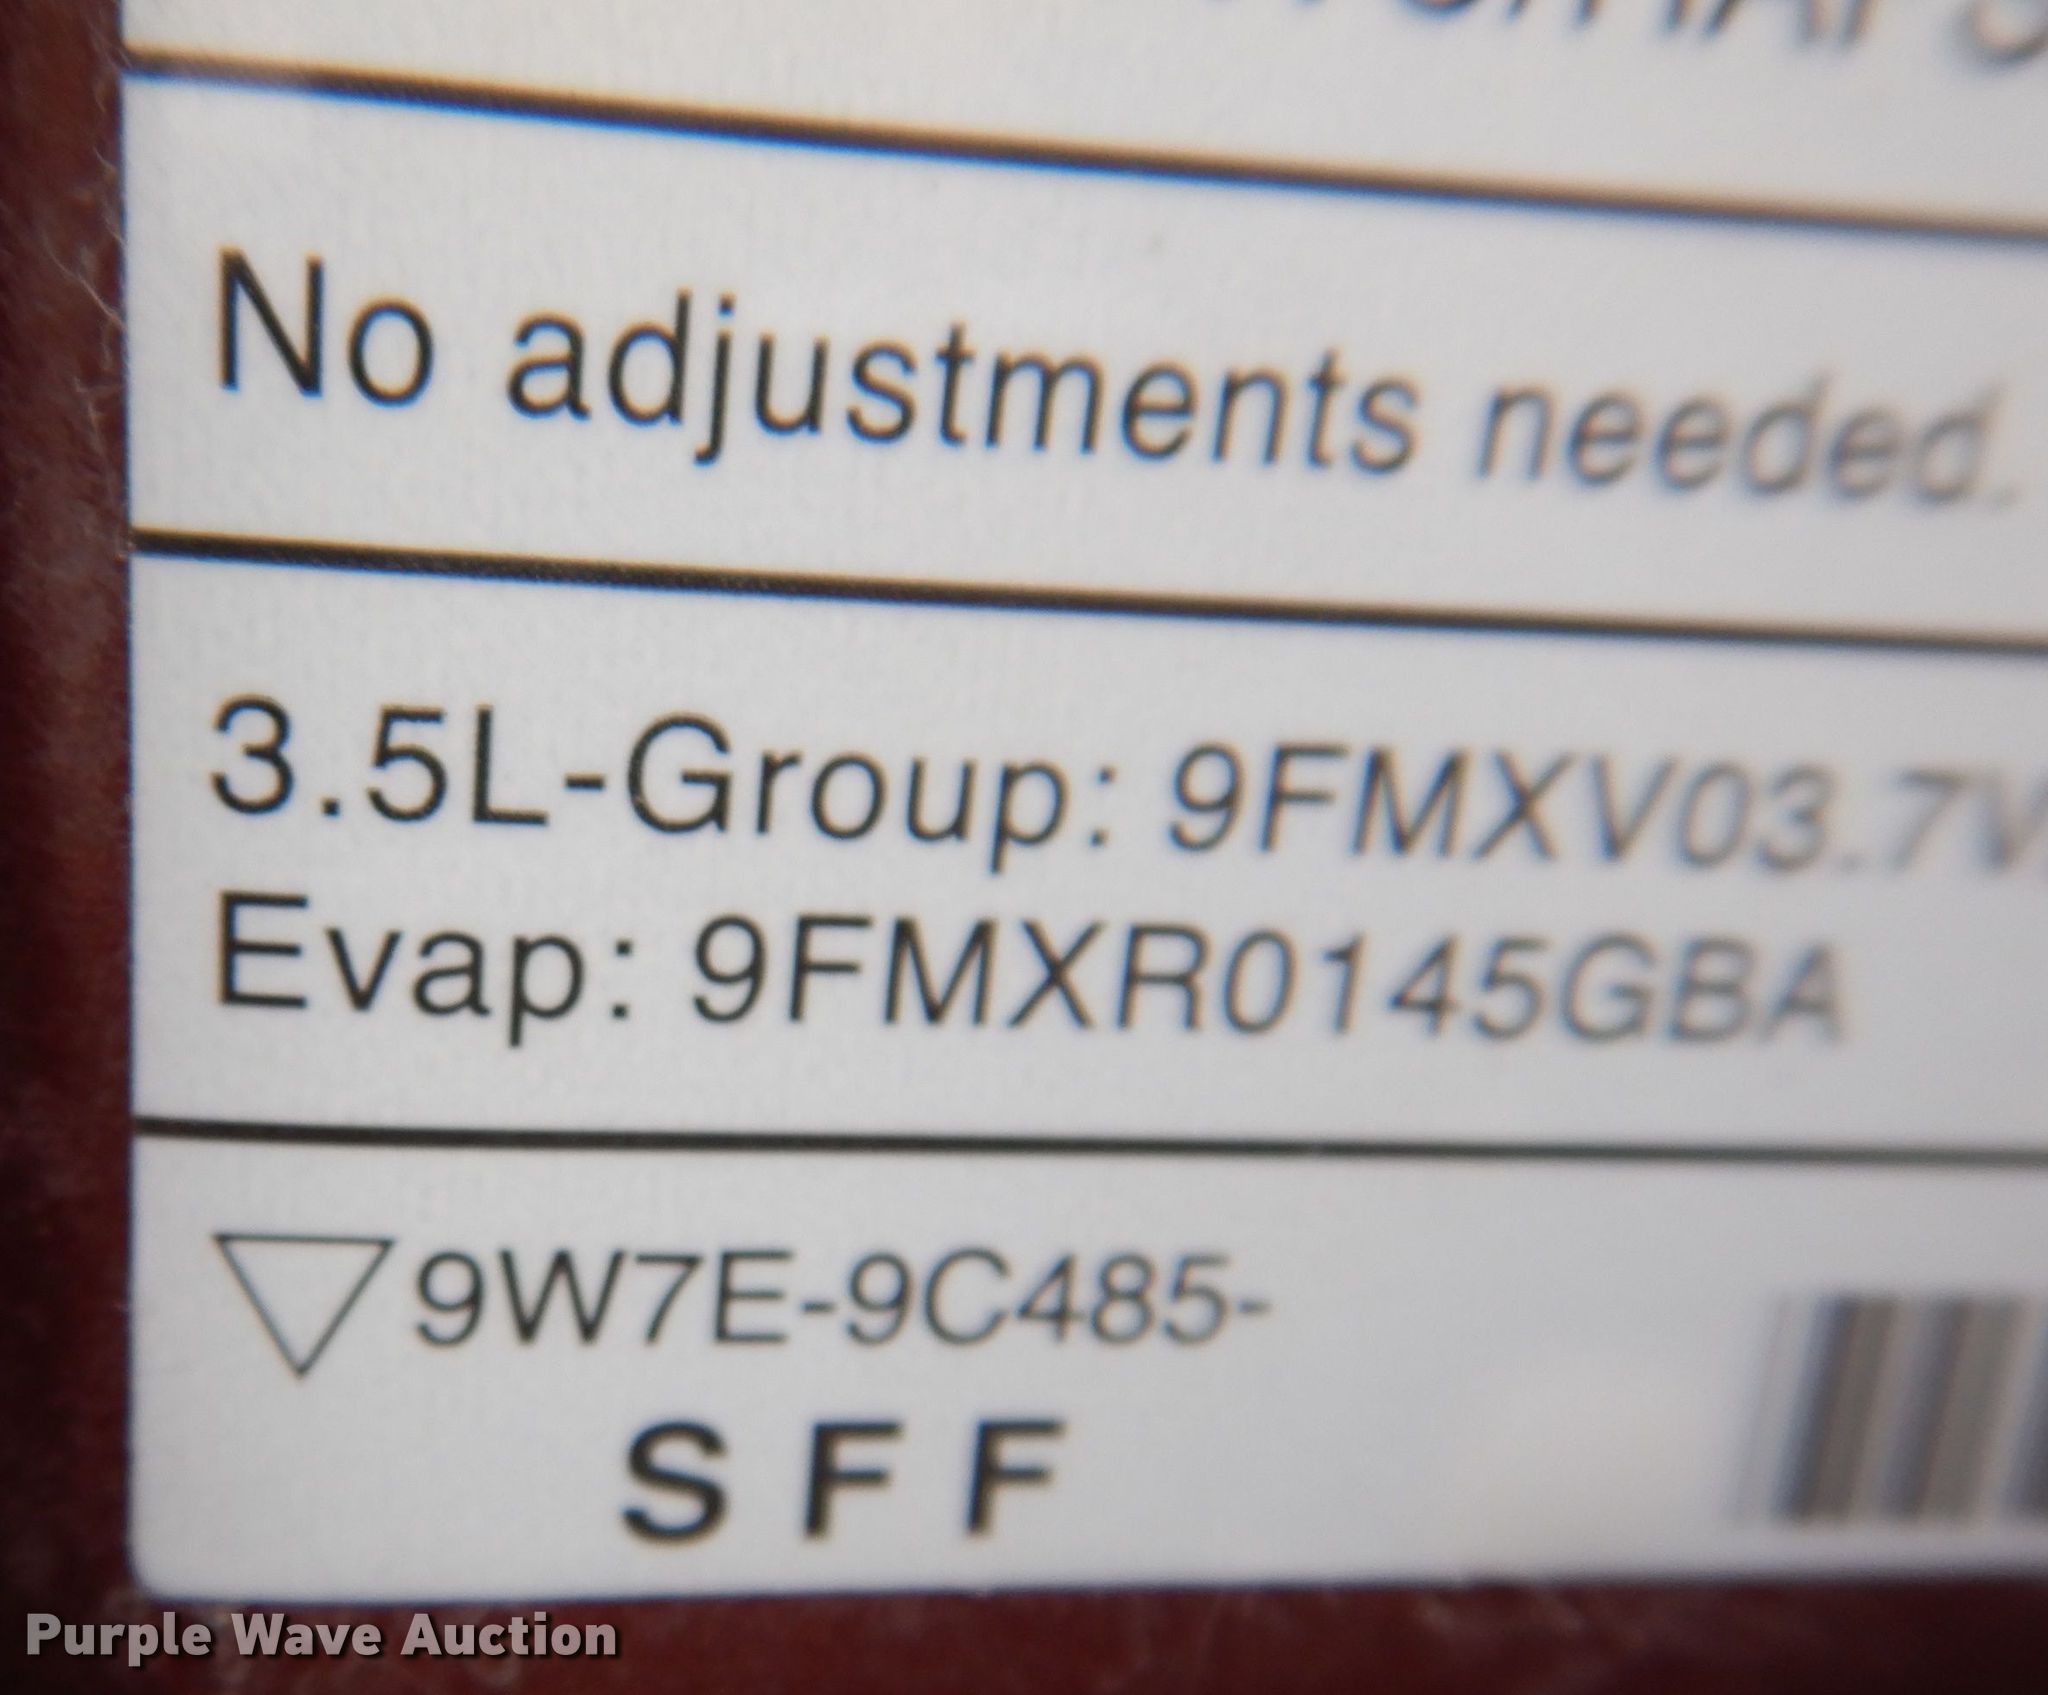 No adjustments needed.
3.5L-Group: 9FMXV03.7V
Evap: 9FMXR0145GBA
9W7E-9C485-
SFF
Purple Wave Auction